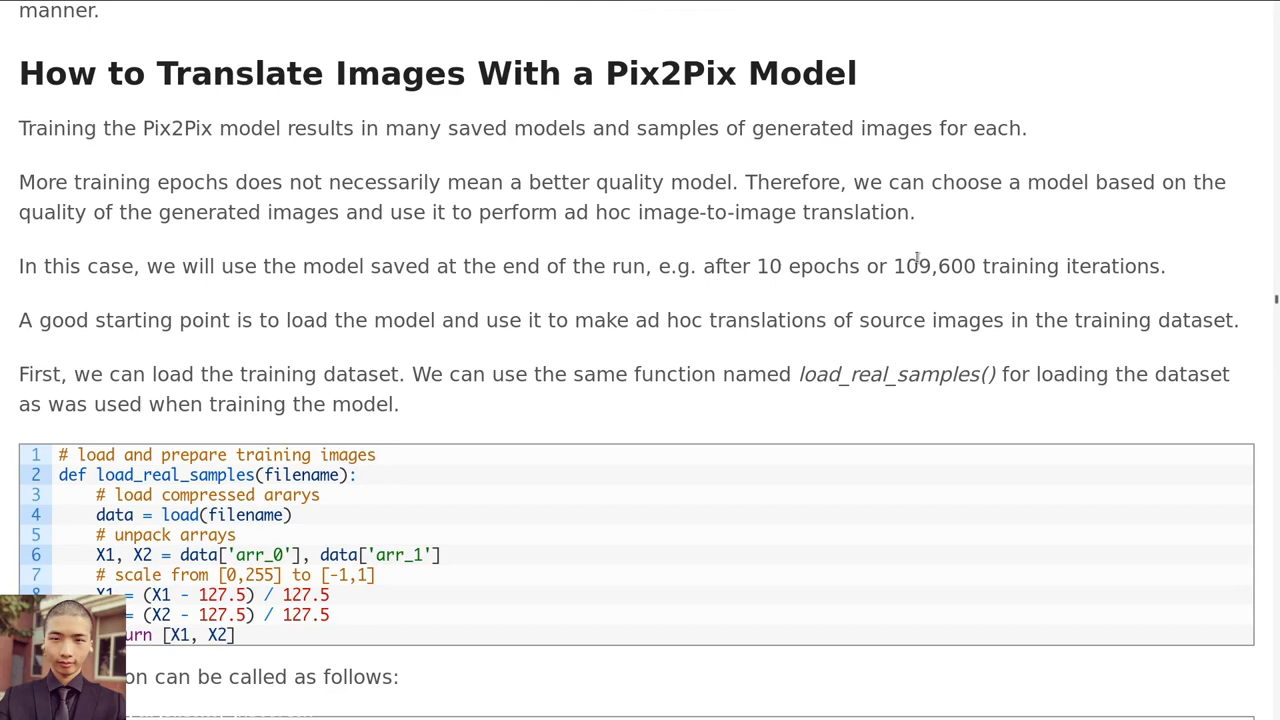 manner.
How to Translate Images With a Pix2Pix Model
Training the Pix2Pix model results in many saved models and samples of generated images for each.
More training epochs does not necessarily mean a better quality model. Therefore, we can choose a model based on the
quality of the generated images and use it to perform ad hoc image-to-image translation.
In this case, we will use the model saved at the end of the run, e.g. after 10 epochs or 109,600 training iterations.
A good starting point is to load the model and use it to make ad hoc translations of source images in the training dataset.
First, we can load the training dataset. We can use the same function named load_real_samples() for loading the dataset
as was used when training the model.
1 # load and prepare training images
2 def load_real_samples(filename):
3 # load compressed ararys
4 data = load(filename)
5 # unpack arrays
6 X1, X2 = data['arr_0'], data['arr_1']
7 # scale from [0,255] to [-1,1]
= (X1 - 127.5) / 127.5
= (X2 - 127.5) / 127.5
urn [X1, X2]
on can be called as follows: